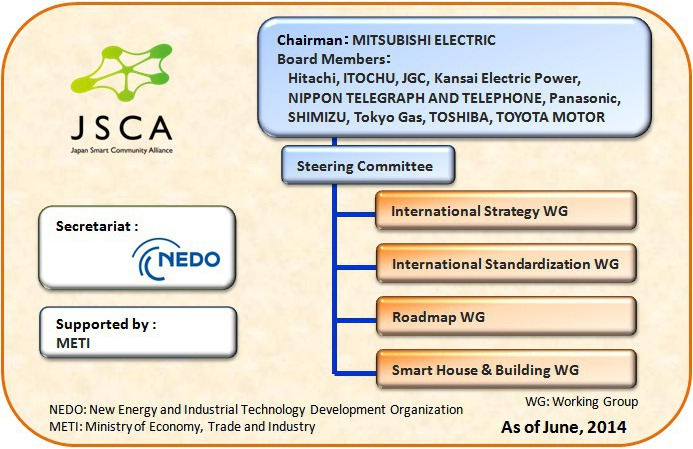 Chairman: MITSUBISHI ELECTRIC
Board Members:
Hitachi, ITOCHU, JGC, Kansai Electric Power,
NIPPON TELEGRAPH AND TELEPHONE, Panasonic,
SHIMIZU, Tokyo Gas, TOSHIBA, TOYOTA MOTOR
JSCA
Japan Smart Community Alliance
Steering Committee
International Strategy WG
International Standardization WG
Roadmap WG
Smart House & Building WG
Secretariat :
NEDO
Supported by :
METI
WG: Working Group
NEDO: New Energy and Industrial Technology Development Organization
METI: Ministry of Economy, Trade and Industry
As of June, 2014